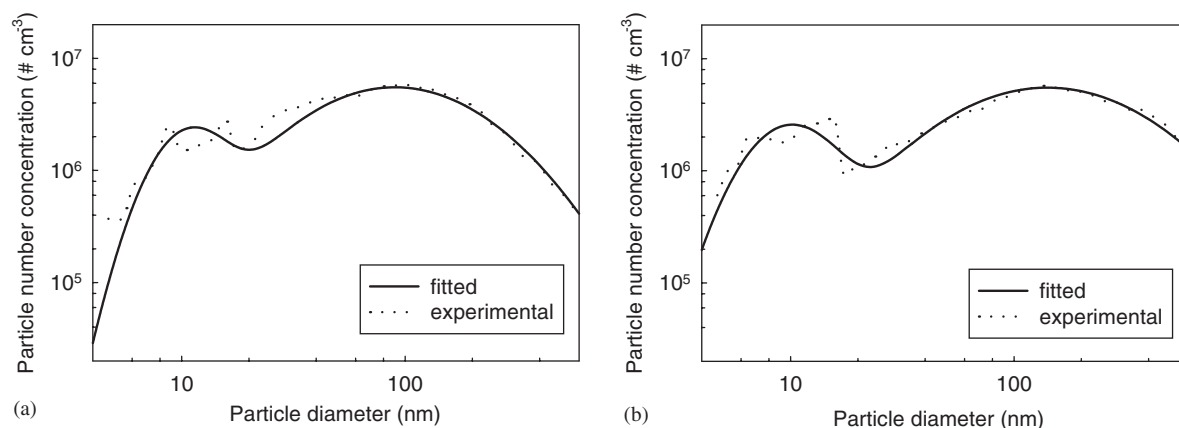 Particle number concentration (# cm⁻³)
10⁷
10⁶
10⁵
fitted
experimental
10
100
Particle diameter (nm)
(a)
Particle number concentration (# cm⁻³)
10⁷
10⁶
10⁵
fitted
experimental
10
100
Particle diameter (nm)
(b)